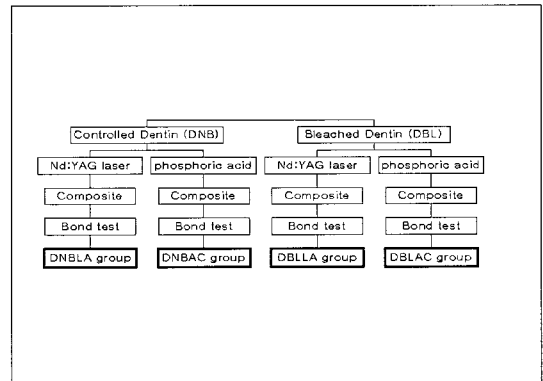 Controlled Dentin (DNB) Bleached Dentin (DBL)
Nd:YAG laser phosphoric acid Nd:YAG laser phosphoric acid
Composite Composite Composite Composite
Bond test Bond test Bond test Bond test
DNBLA group DNBAC group DBLLA group DBLAC group